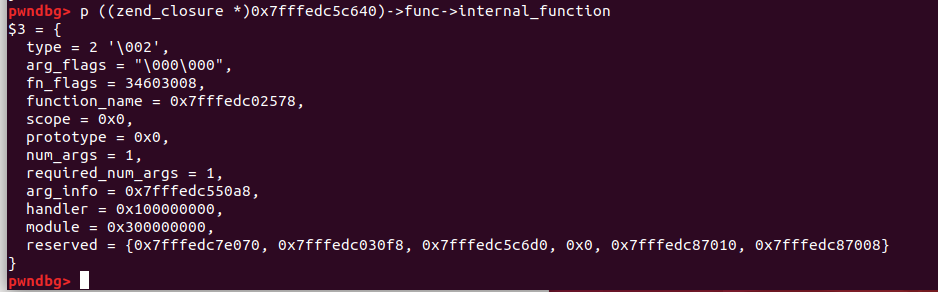 pwndbg> p ((zend_closure *)0x7fffedc5c640)->func->internal_function
$3 = {
  type = 2 '\002',
  arg_flags = "\000\000",
  fn_flags = 34603008,
  function_name = 0x7fffedc02578,
  scope = 0x0,
  prototype = 0x0,
  num_args = 1,
  required_num_args = 1,
  arg_info = 0x7fffedc550a8,
  handler = 0x100000000,
  module = 0x300000000,
  reserved = {0x7fffedc7e070, 0x7fffedc030f8, 0x7fffedc5c6d0, 0x0, 0x7fffedc87010, 0x7fffedc87008}
}
pwndbg>